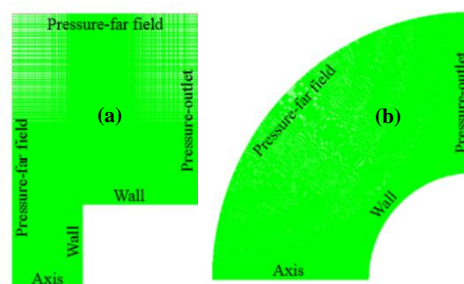 Pressure-far field
(a)
Pressure-far field
Pressure-outlet
Wall
Wall
Axis
Pressure-far field
(b)
Pressure-outlet
Wall
Axis